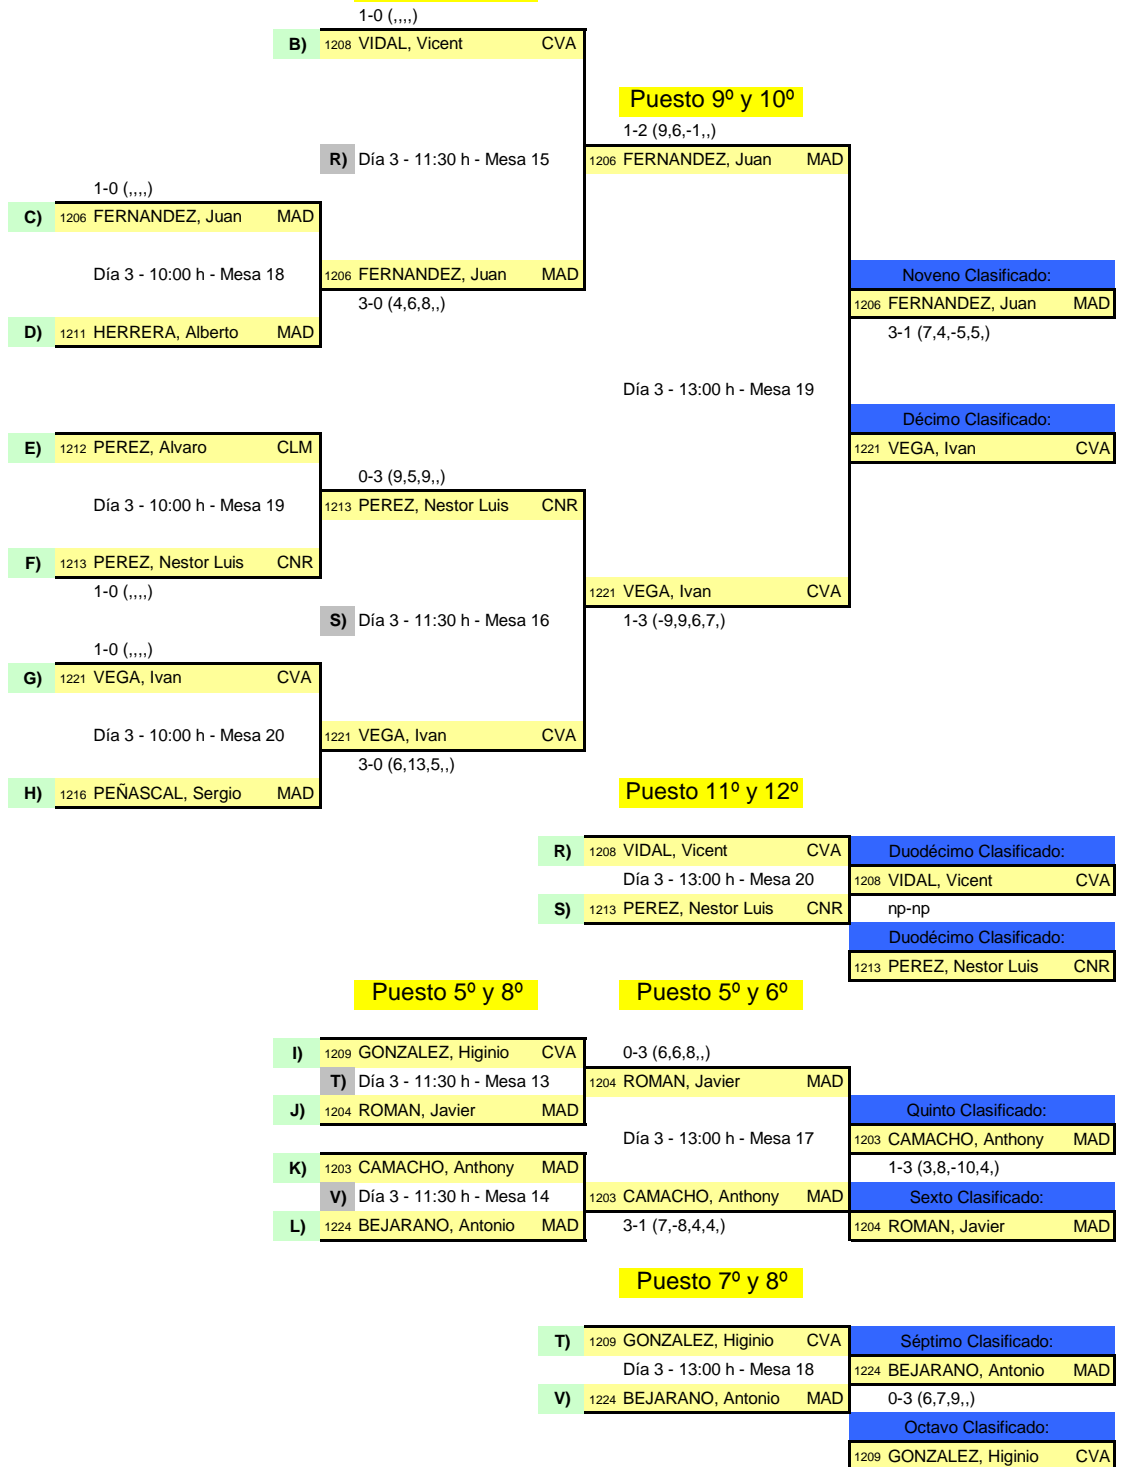 1-0 (,,,,)
B) 1208 VIDAL, Vicent CVA
Puesto 9º y 10º
1-2 (9,6,-1,,)
R) Día 3 - 11:30 h - Mesa 15 1206 FERNANDEZ, Juan MAD
1-0 (,,,,)
C) 1206 FERNANDEZ, Juan MAD
Día 3 - 10:00 h - Mesa 18 1206 FERNANDEZ, Juan MAD Noveno Clasificado:
3-0 (4,6,8,,) 1206 FERNANDEZ, Juan MAD
D) 1211 HERRERA, Alberto MAD 3-1 (7,4,-5,5,)
Día 3 - 13:00 h - Mesa 19
Décimo Clasificado:
E) 1212 PEREZ, Alvaro CLM 1221 VEGA, Ivan CVA
0-3 (9,5,9,,)
Día 3 - 10:00 h - Mesa 19 1213 PEREZ, Nestor Luis CNR
F) 1213 PEREZ, Nestor Luis CNR
1-0 (,,,,) 1221 VEGA, Ivan CVA
S) Día 3 - 11:30 h - Mesa 16 1-3 (-9,9,6,7,)
1-0 (,,,,)
G) 1221 VEGA, Ivan CVA
Día 3 - 10:00 h - Mesa 20 1221 VEGA, Ivan CVA
3-0 (6,13,5,,)
H) 1216 PEÑASCAL, Sergio MAD Puesto 11º y 12º
R) 1208 VIDAL, Vicent CVA Duodécimo Clasificado:
Día 3 - 13:00 h - Mesa 20 1208 VIDAL, Vicent CVA
S) 1213 PEREZ, Nestor Luis CNR np-np
Duodécimo Clasificado:
1213 PEREZ, Nestor Luis CNR
Puesto 5º y 8º Puesto 5º y 6º
I) 1209 GONZALEZ, Higinio CVA 0-3 (6,6,8,,)
T) Día 3 - 11:30 h - Mesa 13 1204 ROMAN, Javier MAD
J) 1204 ROMAN, Javier MAD Quinto Clasificado:
Día 3 - 13:00 h - Mesa 17 1203 CAMACHO, Anthony MAD
K) 1203 CAMACHO, Anthony MAD 1-3 (3,8,-10,4,)
V) Día 3 - 11:30 h - Mesa 14 1203 CAMACHO, Anthony MAD Sexto Clasificado:
L) 1224 BEJARANO, Antonio MAD 3-1 (7,-8,4,4,) 1204 ROMAN, Javier MAD
Puesto 7º y 8º
T) 1209 GONZALEZ, Higinio CVA Séptimo Clasificado:
Día 3 - 13:00 h - Mesa 18 1224 BEJARANO, Antonio MAD
V) 1224 BEJARANO, Antonio MAD 0-3 (6,7,9,,)
Octavo Clasificado:
1209 GONZALEZ, Higinio CVA